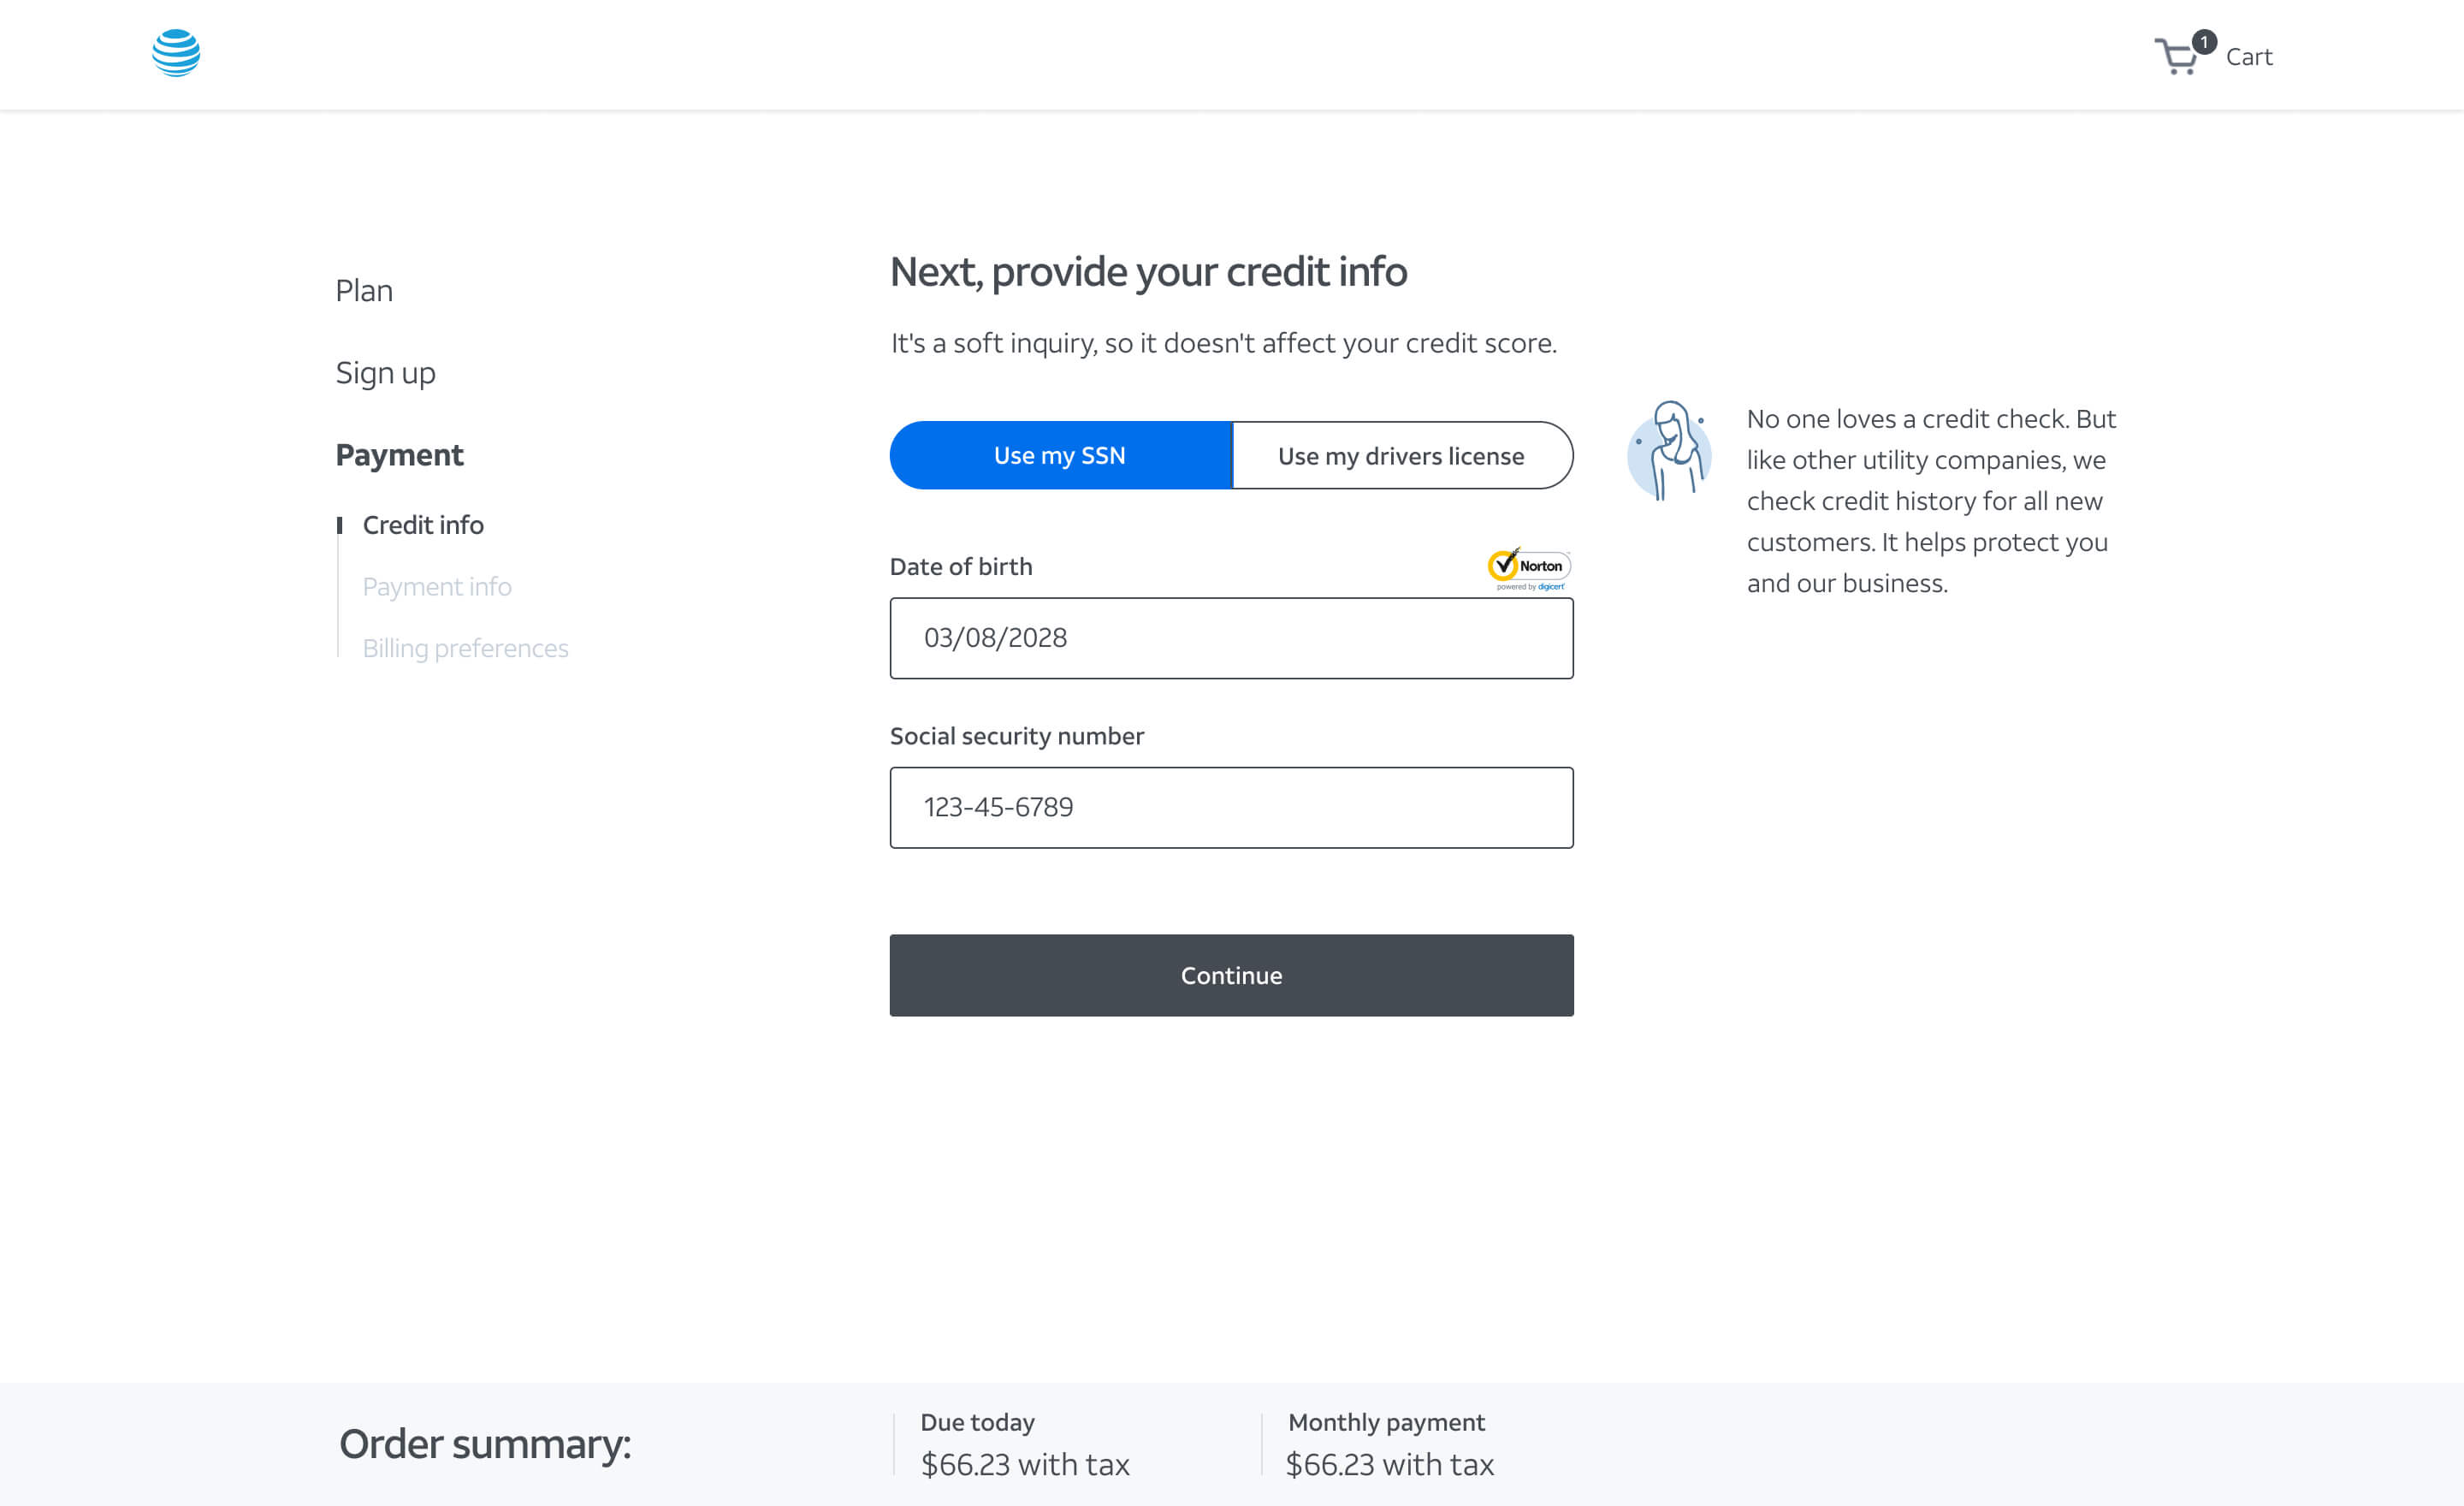 1
Cart
Plan
Sign up
Payment
Credit info
Payment info
Billing preferences
Next, provide your credit info
It's a soft inquiry, so it doesn't affect your credit score.
Use my SSN
Use my drivers license
Date of birth
Norton
powered by digicert
03/08/2028
Social security number
123-45-6789
Continue
No one loves a credit check. But
like other utility companies, we
check credit history for all new
customers. It helps protect you
and our business.
Order summary:
Due today
$66.23 with tax
Monthly payment
$66.23 with tax